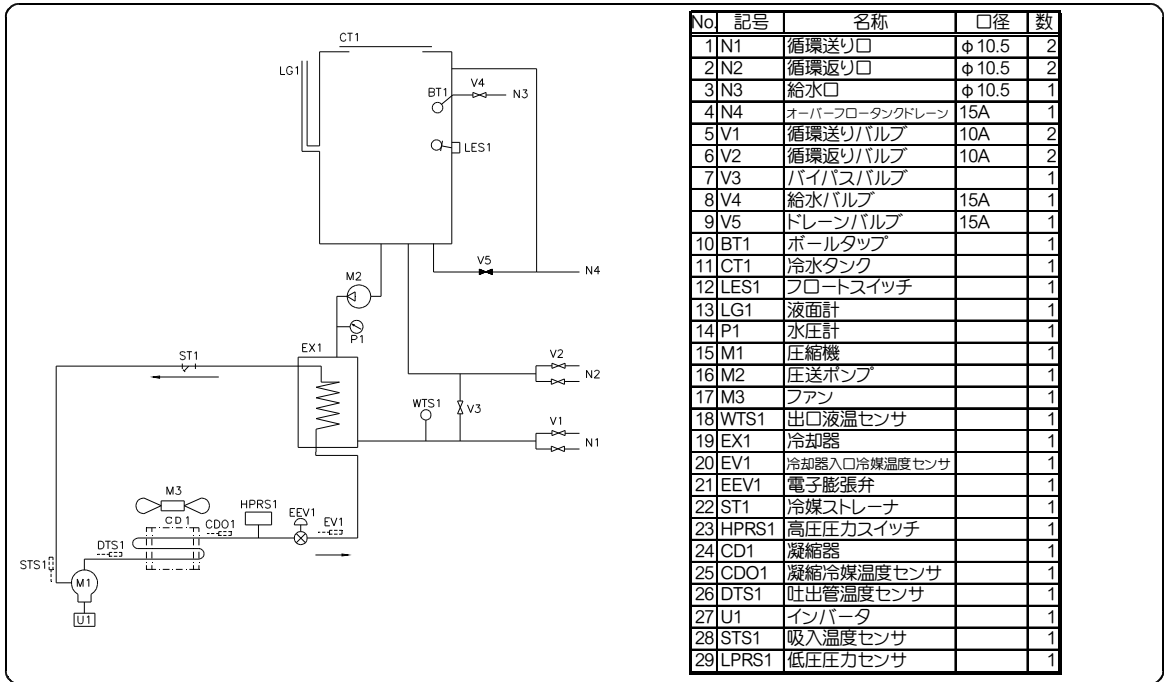 CT1
LG1
BT1
V4
N3
LES1
V5
N4
M2
P1
EX1
ST1
V2
N2
WTS1
V3
V1
N1
M3
HPRS1
EEV1
CD1
CDO1
EV1
DTS1
STS1
M1
U1
No. 記号 名称 口径 数
1 N1 循環送り口 φ10.5 2
2 N2 循環返り口 φ10.5 2
3 N3 給水口 φ10.5 1
4 N4 オーバーフロータンクドレーン 15A 1
5 V1 循環送りバルブ 10A 2
6 V2 循環返りバルブ 10A 2
7 V3 バイパスバルブ 1
8 V4 給水バルブ 15A 1
9 V5 ドレーンバルブ 15A 1
10 BT1 ボールタップ 1
11 CT1 冷水タンク 1
12 LES1 フロートスイッチ 1
13 LG1 液面計 1
14 P1 水圧計 1
15 M1 圧縮機 1
16 M2 圧送ポンプ 1
17 M3 ファン 1
18 WTS1 出口液温センサ 1
19 EX1 冷却器 1
20 EV1 冷却器入口冷媒温度センサ 1
21 EEV1 電子膨張弁 1
22 ST1 冷媒ストレーナ 1
23 HPRS1 高圧圧力スイッチ 1
24 CD1 凝縮器 1
25 CDO1 凝縮冷媒温度センサ 1
26 DTS1 吐出管温度センサ 1
27 U1 インバータ 1
28 STS1 吸入温度センサ 1
29 LPRS1 低圧圧力センサ 1